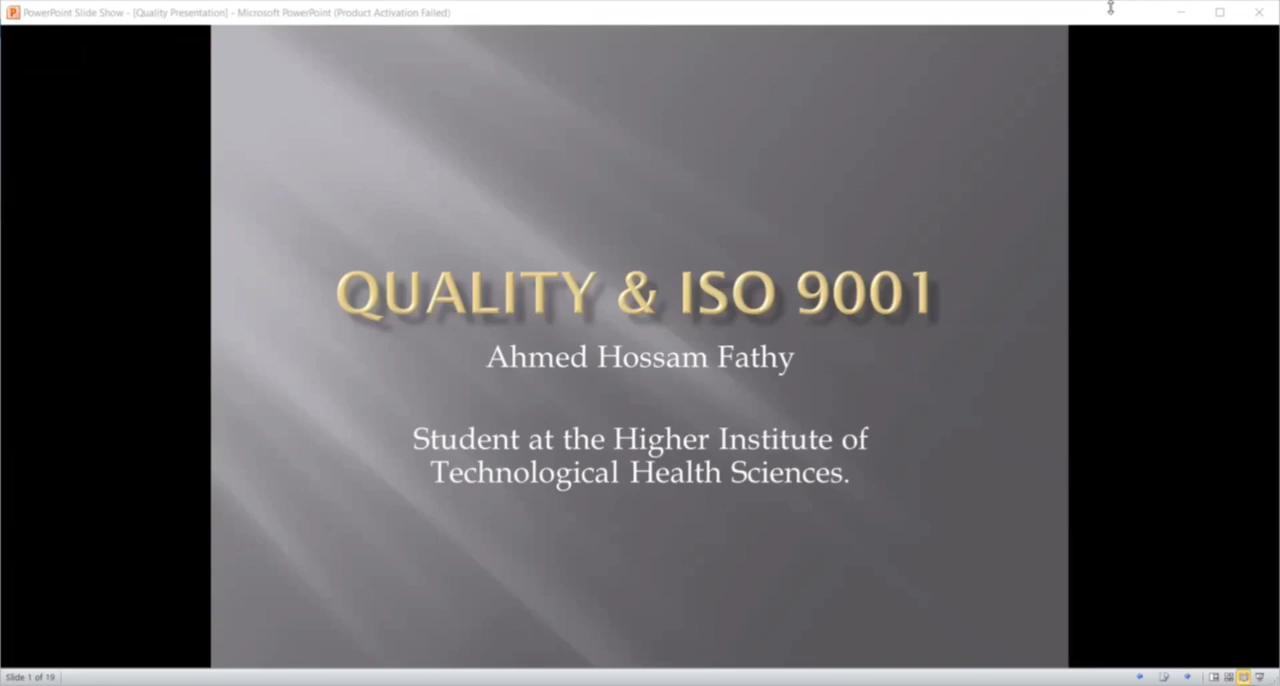 PowerPoint Slide Show - [Quality Presentation] - Microsoft PowerPoint (Product Activation Failed)
QUALITY & ISO 9001
Ahmed Hossam Fathy
Student at the Higher Institute of
Technological Health Sciences.
Slide 1 of 19